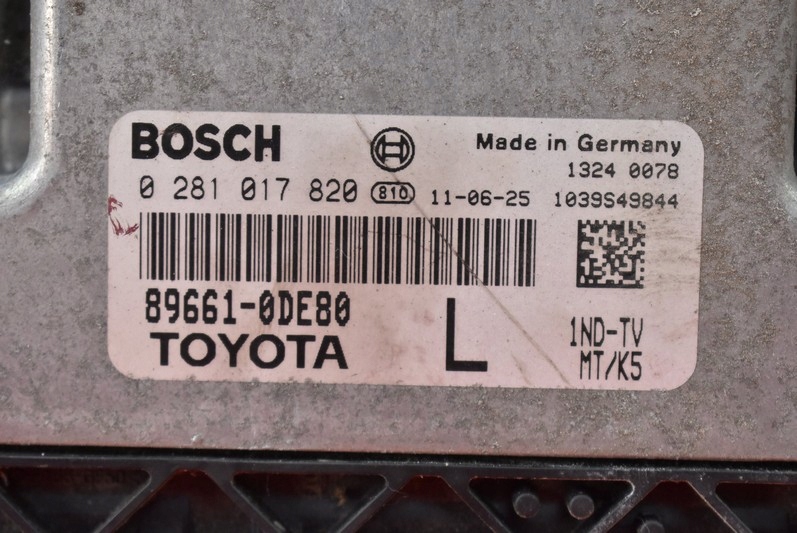 BOSCH Made in Germany
1324 0078
0 281 017 820 810 11-06-25 1039S49844
89661-0DE80
TOYOTA
L
1ND-TV
MT/K5